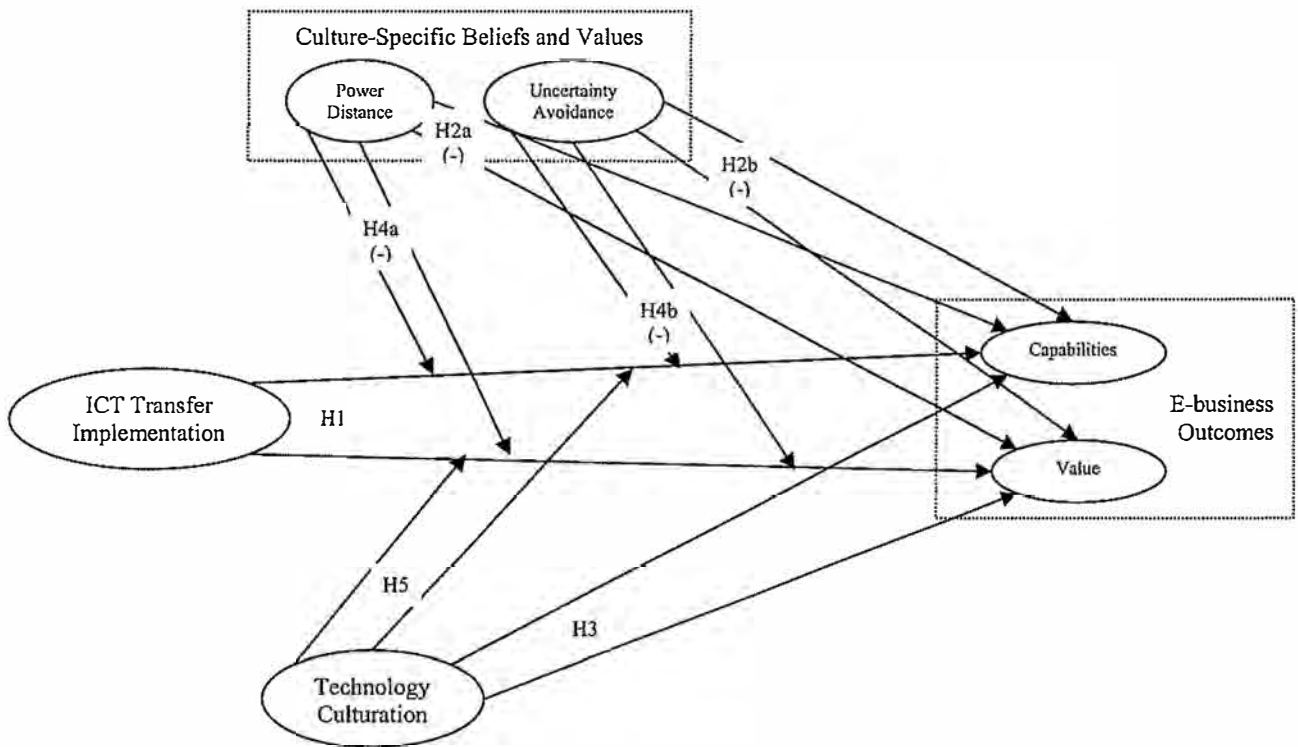 Culture-Specific Beliefs and Values
Power
Distance
Uncertainty
Avoidance
H2a
(-)
H2b
(-)
H4a
(-)
H4b
(-)
Capabilities
ICT Transfer
Implementation
H1
E-business
Outcomes
Value
H5
H3
Technology
Culturation